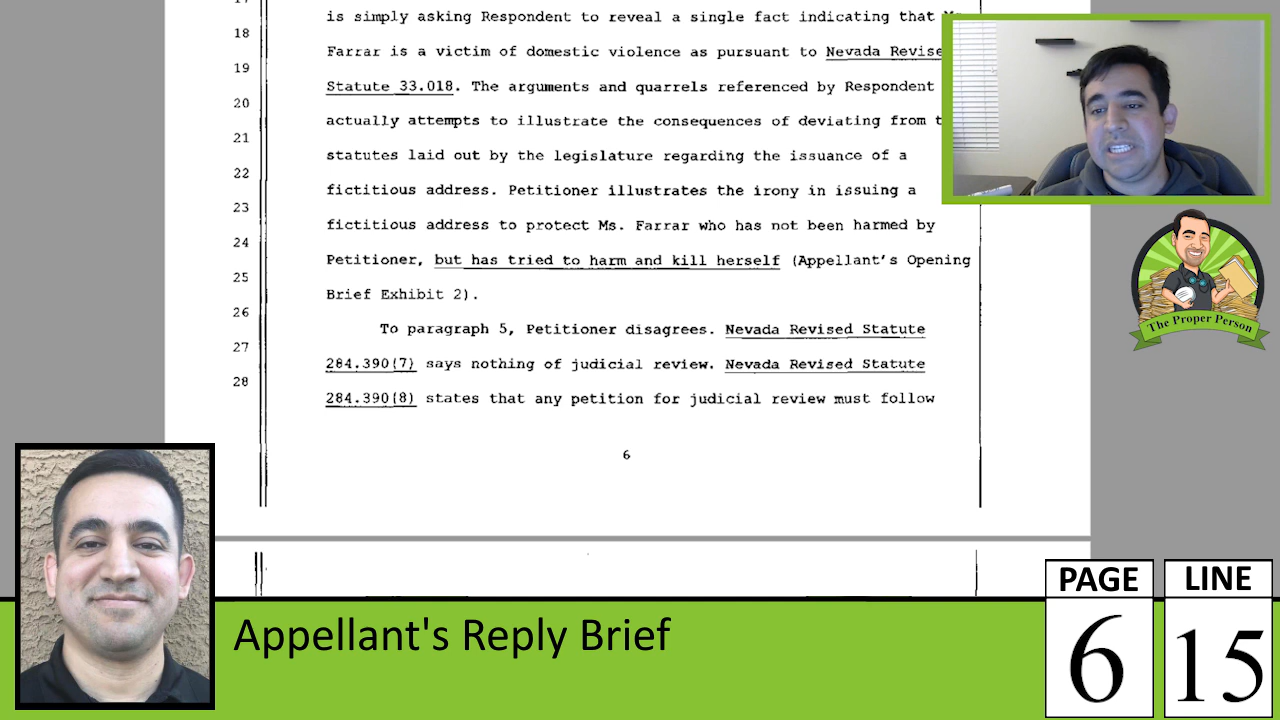 17
is simply asking Respondent to reveal a single fact indicating that
18
Farrar is a victim of domestic violence as pursuant to Nevada Revise
19
Statute 33.018. The arguments and quarrels referenced by Respondent
20
actually attempts to illustrate the consequences of deviating from t
21
statutes laid out by the legislature regarding the issuance of a
22
fictitious address. Petitioner illustrates the irony in issuing a
23
fictitious address to protect Ms. Farrar who has not been harmed by
24
Petitioner, but has tried to harm and kill herself (Appellant's Opening
25
Brief Exhibit 2).
26
To paragraph 5, Petitioner disagrees. Nevada Revised Statute
27
284.390(7) says nothing of judicial review. Nevada Revised Statute
28
284.390(8) states that any petition for judicial review must follow
6
The Proper Person
Appellant's Reply Brief
PAGE
6
LINE
15